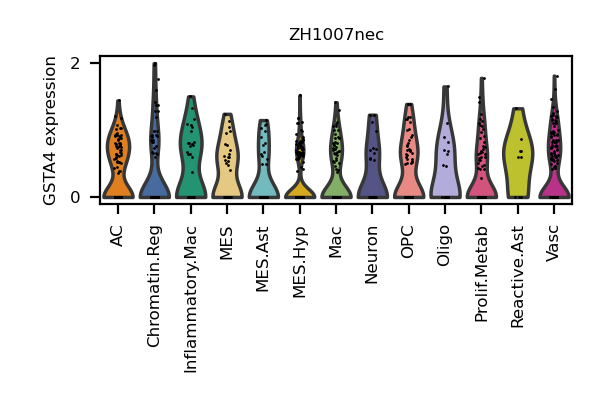 ZH1007nec
GSTA4 expression
2
0
AC
Chromatin.Reg
Inflammatory.Mac
MES
MES.Ast
MES.Hyp
Mac
Neuron
OPC
Oligo
Prolif.Metab
Reactive.Ast
Vasc